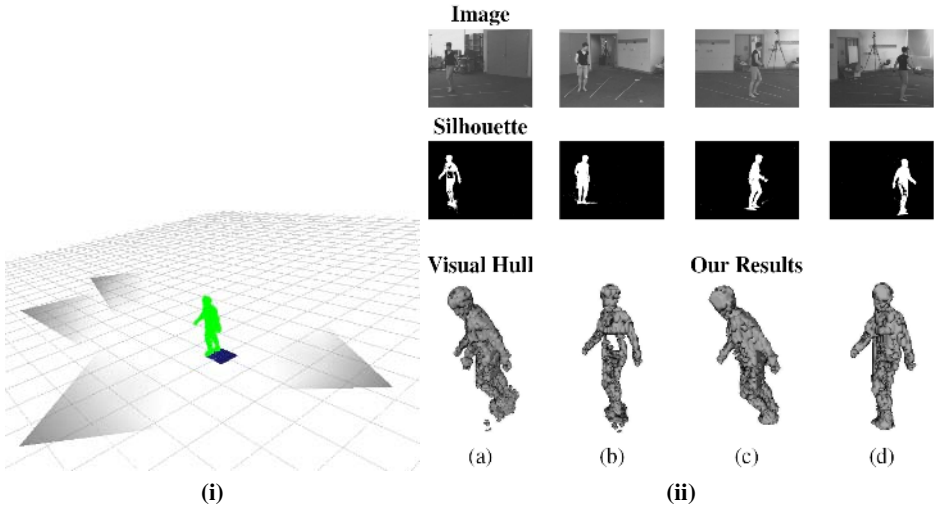 Image
Silhouette
Visual Hull
Our Results
(a)
(b)
(c)
(d)
(i)
(ii)